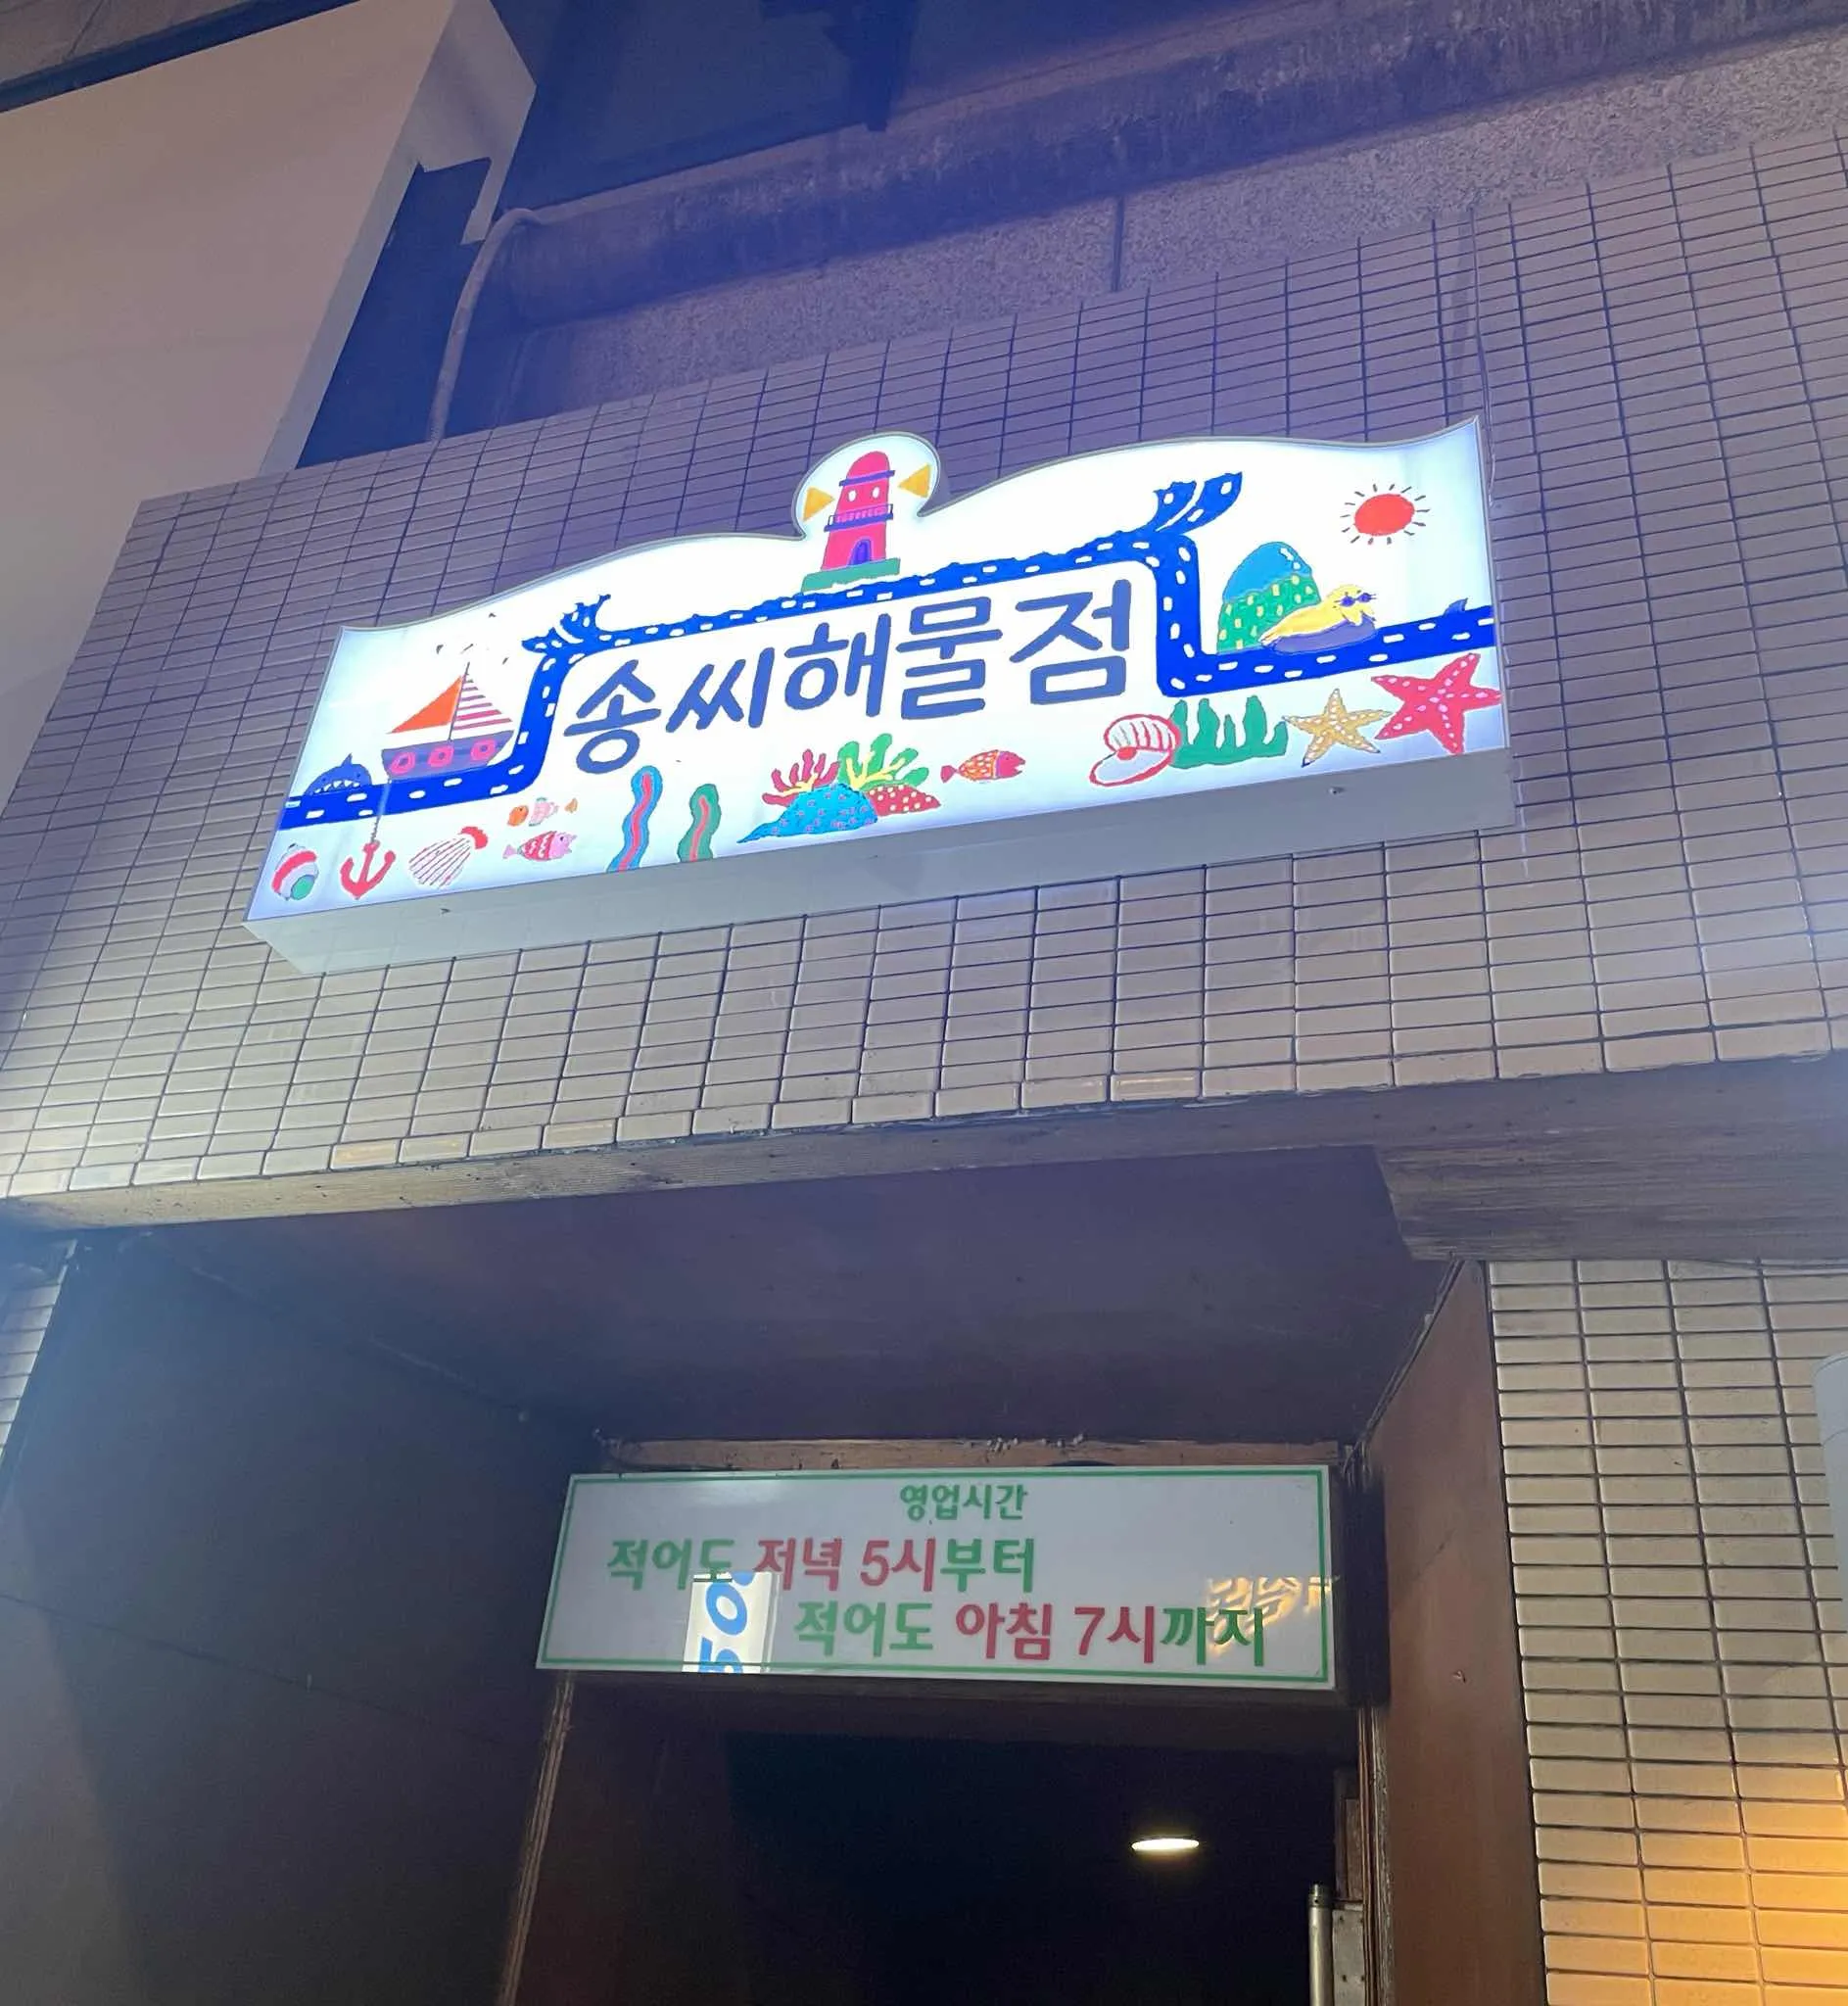 송씨해물점
영업시간
적어도 저녁 5시부터
적어도 아침 7시까지